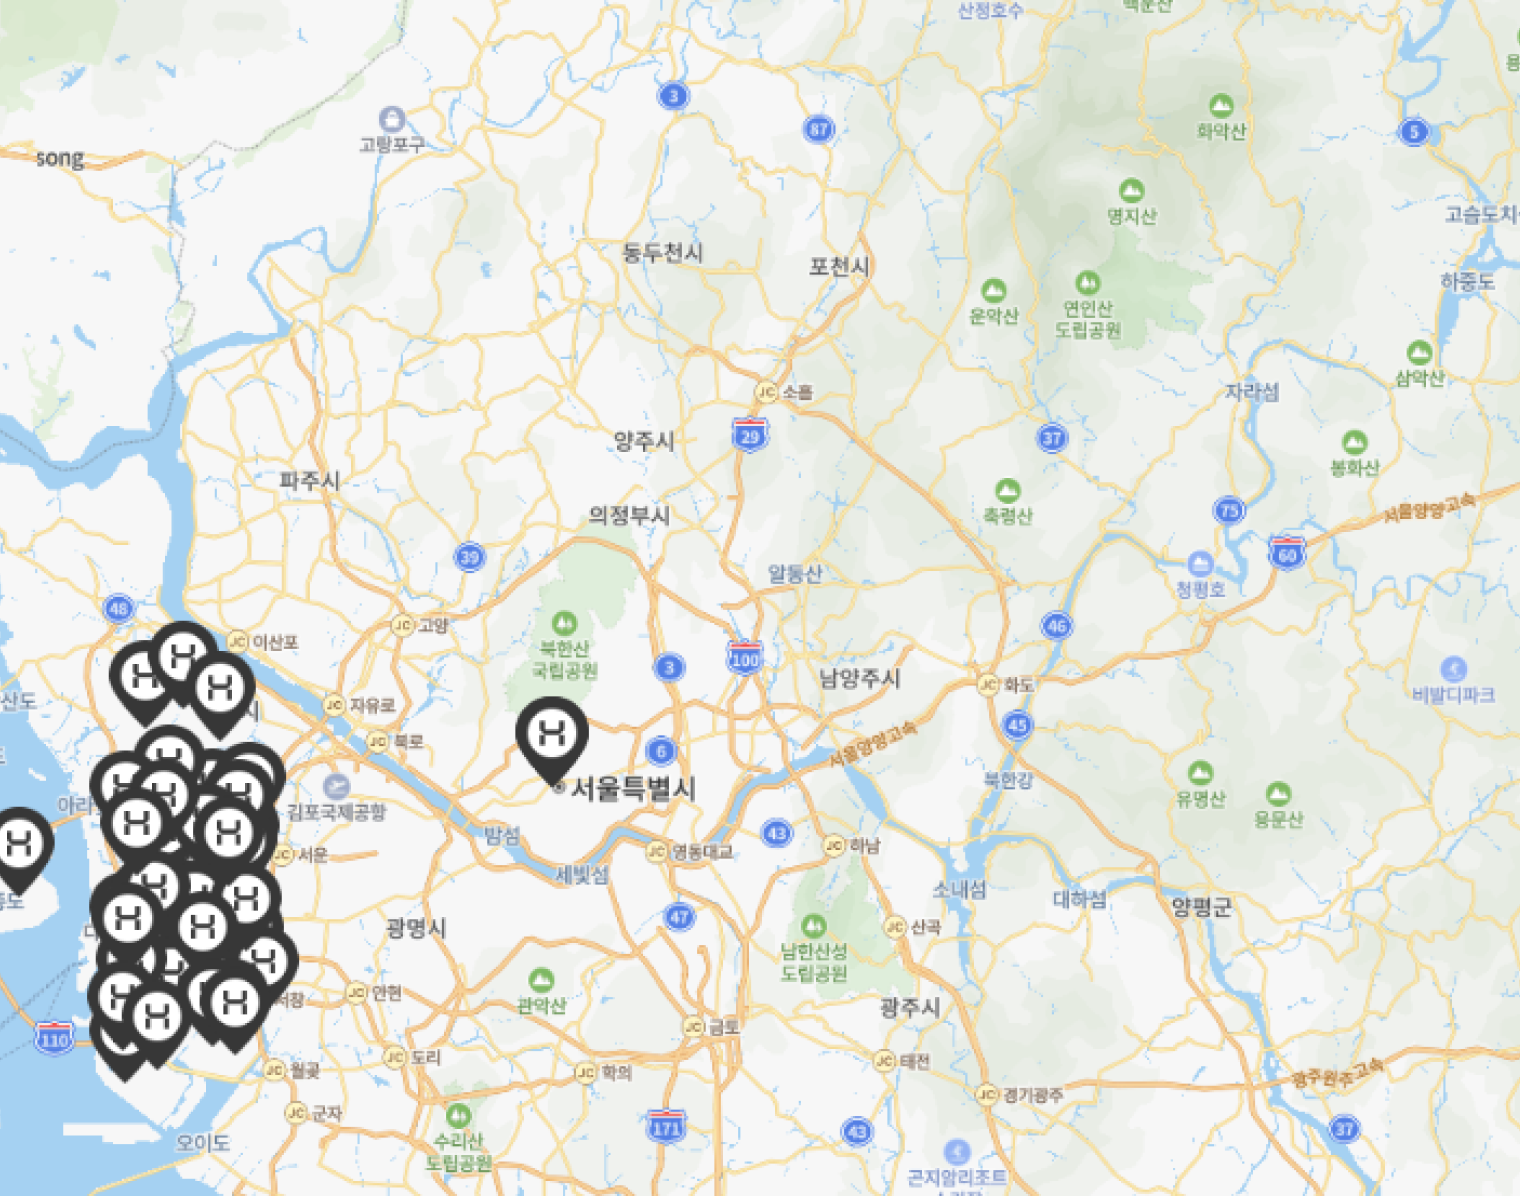 산정호수
백운산
3
87
화악산
5
고탕포구
song
명지산
고슴도치
동두천시
포천시
하중도
운악산
연인산
도립공원
삼악산
JC 소흘
자라섬
29
37
양주시
봉화산
파주시
축령산
서울양양고속
75
의정부시
39
60
알동산
청평호
48
46
JC 고양
JC 이산포
북한산
국립공원
3
100
남양주시
JC 화도
비발디파크
산도
JC 자유로
시
45
JC 북로
6
서울양양고속
북한강
서울특별시
유명산
용문산
아라
김포국제공항
밤섬
43
JC 서운
JC 영동대교
JC 하남
세빛섬
소내섬
대하섬
양평군
47
광명시
JC 산곡
남한산성
도립공원
서창
JC 안현
관악산
광주시
JC 금토
110
JC 도리
JC 태전
JC 월곶
JC 학의
광주원주고속
JC 경기광주
JC 군자
171
43
37
오이도
수리산
도립공원
곤지암리조트